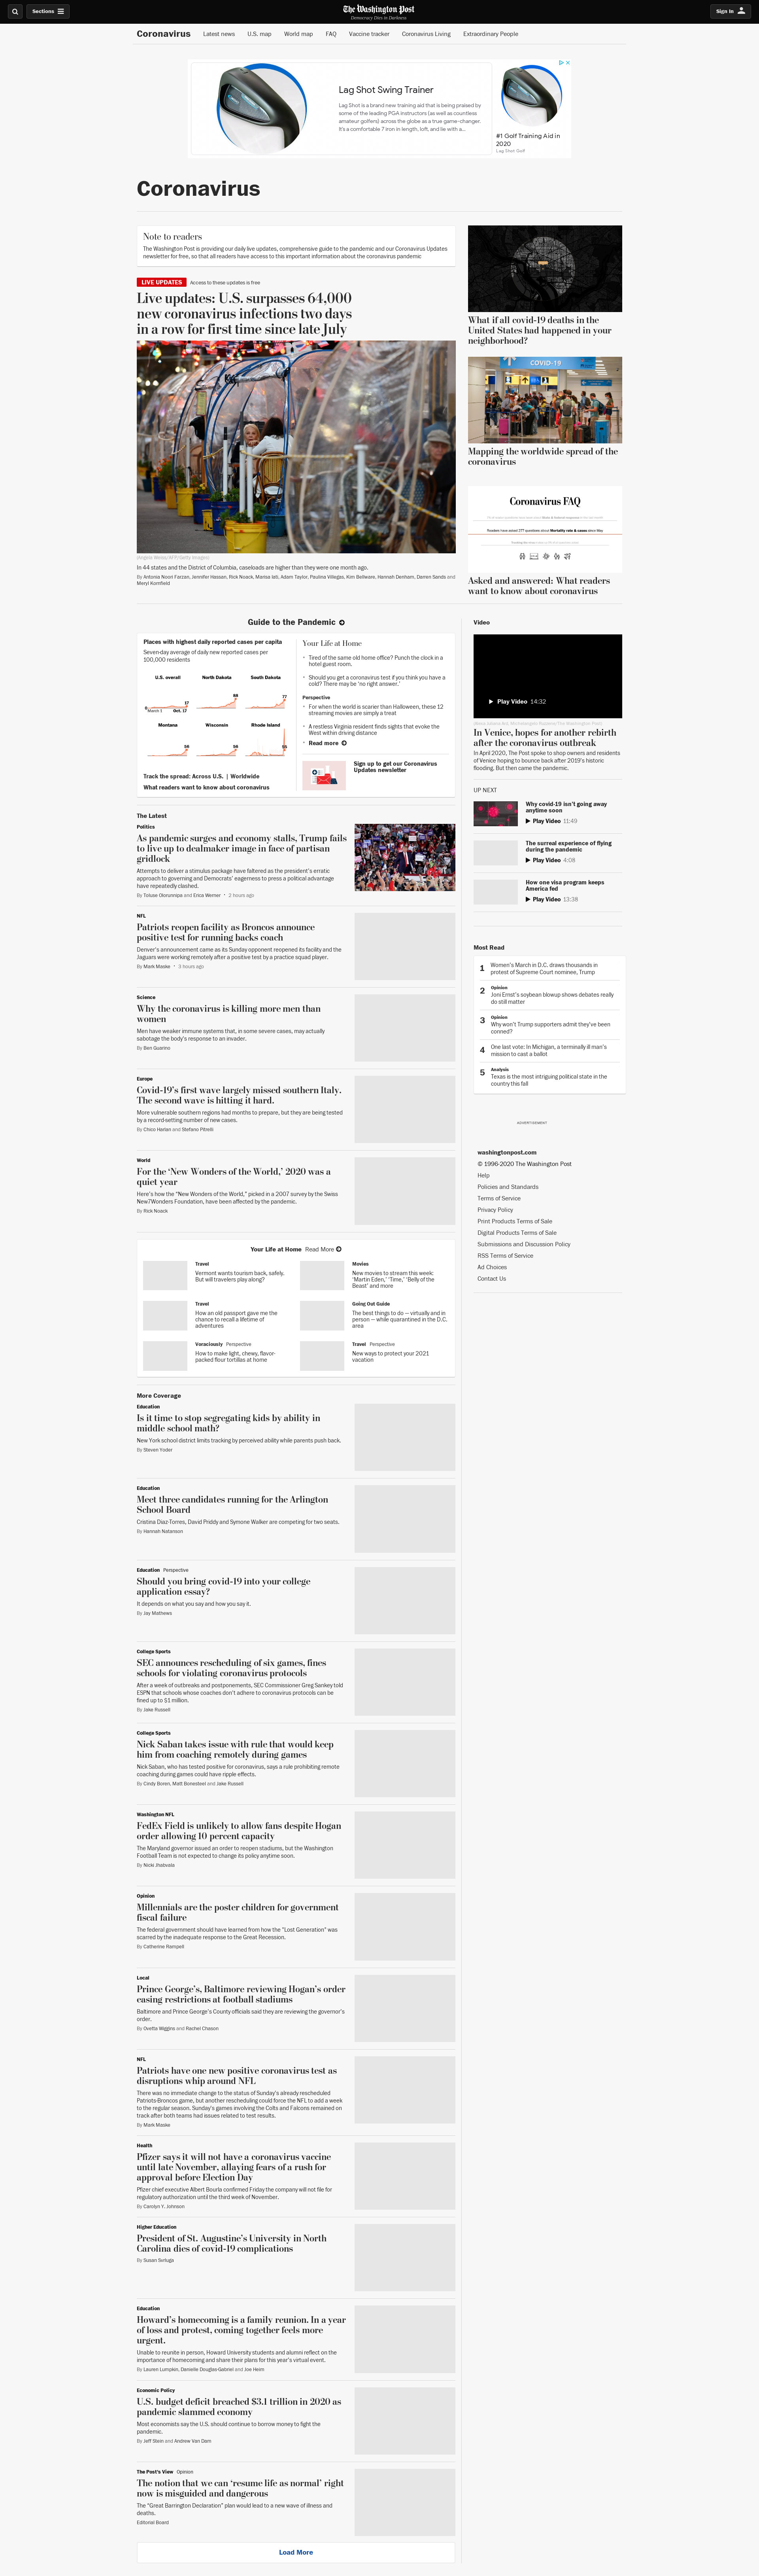 Sections
The Washington Post
Democracy Dies in Darkness
Sign In
Coronavirus
Latest news
U.S. map
World map
FAQ
Vaccine tracker
Coronavirus Living
Extraordinary People
Lag Shot Swing Trainer
Lag Shot is a brand new training aid that is being praised by
some of the leading PGA instructors (as well as countless
amateur golfers) across the globe as a true game-changer.
It's a comfortable 7 iron in length, loft, and lie with a...
#1 Golf Training Aid in
2020
Lag Shot Golf
Coronavirus
Note to readers
The Washington Post is providing our daily live updates, comprehensive guide to the pandemic and our Coronavirus Updates
newsletter for free, so that all readers have access to this important information about the coronavirus pandemic
LIVE UPDATES
Access to these updates is free
Live updates: U.S. surpasses 64,000
new coronavirus infections two days
in a row for first time since late July
In 44 states and the District of Columbia, caseloads are higher than they were one month ago.
By Antonia Noori Farzan, Jennifer Hassan, Rick Noack, Marisa Iati, Adam Taylor, Paulina Villegas, Kim Bellware, Hannah Denham, Darren Sands and
Meryl Kornfield
What if all covid-19 deaths in the
United States had happened in your
neighborhood?
COVID-19
Mapping the worldwide spread of the
coronavirus
Coronavirus FAQ
Asked and answered: What readers
want to know about coronavirus
Guide to the Pandemic
Places with highest daily reported cases per capita
Seven-day average of daily new reported cases per
100,000 residents
U.S. overall
North Dakota
South Dakota
17
88
77
0
March 1
Oct. 17
Montana
Wisconsin
Rhode Island
56
56
55
Track the spread: Across U.S. | Worldwide
What readers want to know about coronavirus
Your Life at Home
Tired of the same old home office? Punch the clock in a
hotel guest room.
Should you get a coronavirus test if you think you have a
cold? There may be 'no right answer.'
Perspective
For when the world is scarier than Halloween, these 12
streaming movies are simply a treat
A restless Virginia resident finds sights that evoke the
West within driving distance
Read more
Sign up to get our Coronavirus
Updates newsletter
The Latest
Politics
As pandemic surges and economy stalls, Trump fails
to live up to dealmaker image in face of partisan
gridlock
Attempts to deliver a stimulus package have faltered as the president's erratic
approach to governing and Democrats' eagerness to press a political advantage
have repeatedly clashed.
By Toluse Olorunnipa and Erica Werner • 2 hours ago
NFL
Patriots reopen facility as Broncos announce
positive test for running backs coach
Denver's announcement came as its Sunday opponent reopened its facility and the
Jaguars were working remotely after a positive test by a practice squad player.
By Mark Maske • 3 hours ago
Science
Why the coronavirus is killing more men than
women
Men have weaker immune systems that, in some severe cases, may actually
sabotage the body's response to an invader.
By Ben Guarino
Europe
Covid-19's first wave largely missed southern Italy.
The second wave is hitting it hard.
More vulnerable southern regions had months to prepare, but they are being tested
by a record-setting number of new cases.
By Chico Harlan and Stefano Pitrelli
World
For the 'New Wonders of the World,' 2020 was a
quiet year
Here's how the "New Wonders of the World," picked in a 2007 survey by the Swiss
New7Wonders Foundation, have been affected by the pandemic.
By Rick Noack
Your Life at Home Read More
Travel
Vermont wants tourism back, safely.
But will travelers play along?
Movies
New movies to stream this week:
'Martin Eden,' 'Time,' 'Belly of the
Beast' and more
Travel
How an old passport gave me the
chance to recall a lifetime of
adventures
Going Out Guide
The best things to do — virtually and in
person — while quarantined in the D.C.
area
Voraciously Perspective
How to make light, chewy, flavor-
packed flour tortillas at home
Travel Perspective
New ways to protect your 2021
vacation
More Coverage
Education
Is it time to stop segregating kids by ability in
middle school math?
New York school district limits tracking by perceived ability while parents push back.
By Steven Yoder
Education
Meet three candidates running for the Arlington
School Board
Cristina Diaz-Torres, David Priddy and Symone Walker are competing for two seats.
By Hannah Natanson
Education Perspective
Should you bring covid-19 into your college
application essay?
It depends on what you say and how you say it.
By Jay Mathews
College Sports
SEC announces rescheduling of six games, fines
schools for violating coronavirus protocols
After a week of outbreaks and postponements, SEC Commissioner Greg Sankey told
ESPN that schools whose coaches don't adhere to coronavirus protocols can be
fined up to $1 million.
By Jake Russell
College Sports
Nick Saban takes issue with rule that would keep
him from coaching remotely during games
Nick Saban, who has tested positive for coronavirus, says a rule prohibiting remote
coaching during games could have ripple effects.
By Cindy Boren, Matt Bonesteel and Jake Russell
Washington NFL
FedEx Field is unlikely to allow fans despite Hogan
order allowing 10 percent capacity
The Maryland governor issued an order to reopen stadiums, but the Washington
Football Team is not expected to change its policy anytime soon.
By Nicki Jhabvala
Opinion
Millennials are the poster children for government
fiscal failure
The federal government should have learned from how the "Lost Generation" was
scarred by the inadequate response to the Great Recession.
By Catherine Rampell
Local
Prince George's, Baltimore reviewing Hogan's order
easing restrictions at football stadiums
Baltimore and Prince George's County officials said they are reviewing the governor's
order.
By Ovetta Wiggins and Rachel Chason
NFL
Patriots have one new positive coronavirus test as
disruptions whip around NFL
There was no immediate change to the status of Sunday's already rescheduled
Patriots-Broncos game, but another rescheduling could force the NFL to add a week
to the regular season. Sunday's games involving the Colts and Falcons remained on
track after both teams had issues related to test results.
By Mark Maske
Health
Pfizer says it will not have a coronavirus vaccine
until late November, allaying fears of a rush for
approval before Election Day
Pfizer chief executive Albert Bourla confirmed Friday the company will not file for
regulatory authorization until the third week of November.
By Carolyn Y. Johnson
Higher Education
President of St. Augustine's University in North
Carolina dies of covid-19 complications
By Susan Svrluga
Education
Howard's homecoming is a family reunion. In a year
of loss and protest, coming together feels more
urgent.
Unable to reunite in person, Howard University students and alumni reflect on the
importance of homecoming and share their plans for this year's virtual event.
By Lauren Lumpkin, Danielle Douglas-Gabriel and Joe Heim
Economic Policy
U.S. budget deficit breached $3.1 trillion in 2020 as
pandemic slammed economy
Most economists say the U.S. should continue to borrow money to fight the
pandemic.
By Jeff Stein and Andrew Van Dam
The Post's View Opinion
The notion that we can 'resume life as normal' right
now is misguided and dangerous
The "Great Barrington Declaration" plan would lead to a new wave of illness and
deaths.
Editorial Board
Load More
Video
Play Video 14:32
In Venice, hopes for another rebirth
after the coronavirus outbreak
In April 2020, The Post spoke to shop owners and residents
of Venice hoping to bounce back after 2019's historic
flooding. But then came the pandemic.
UP NEXT
Why covid-19 isn't going away
anytime soon
Play Video 11:49
The surreal experience of flying
during the pandemic
Play Video 4:08
How one visa program keeps
America fed
Play Video 13:38
Most Read
1 Women's March in D.C. draws thousands in
protest of Supreme Court nominee, Trump
2 Opinion
Joni Ernst's soybean blowup shows debates really
do still matter
3 Opinion
Why won't Trump supporters admit they've been
conned?
4 One last vote: In Michigan, a terminally ill man's
mission to cast a ballot
5 Analysis
Texas is the most intriguing political state in the
country this fall
ADVERTISEMENT
washingtonpost.com
© 1996-2020 The Washington Post
Help
Policies and Standards
Terms of Service
Privacy Policy
Print Products Terms of Sale
Digital Products Terms of Sale
Submissions and Discussion Policy
RSS Terms of Service
Ad Choices
Contact Us